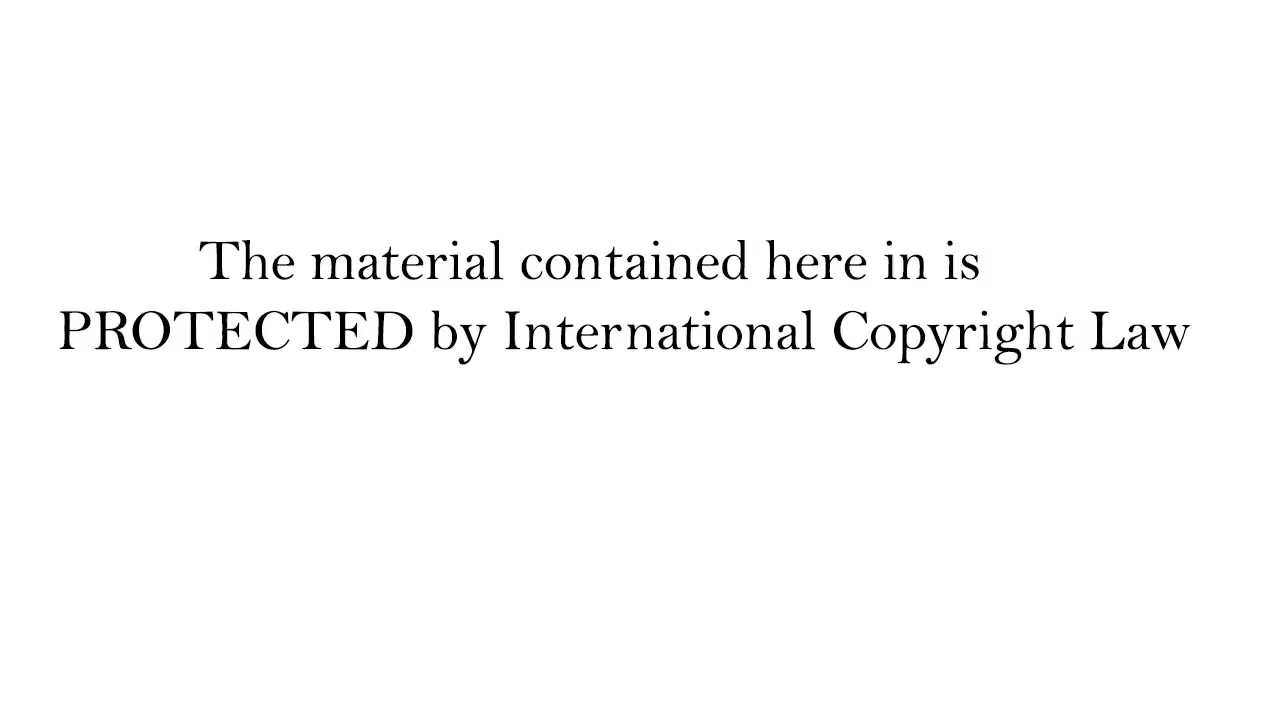 The material contained here in is
PROTECTED by International Copyright Law